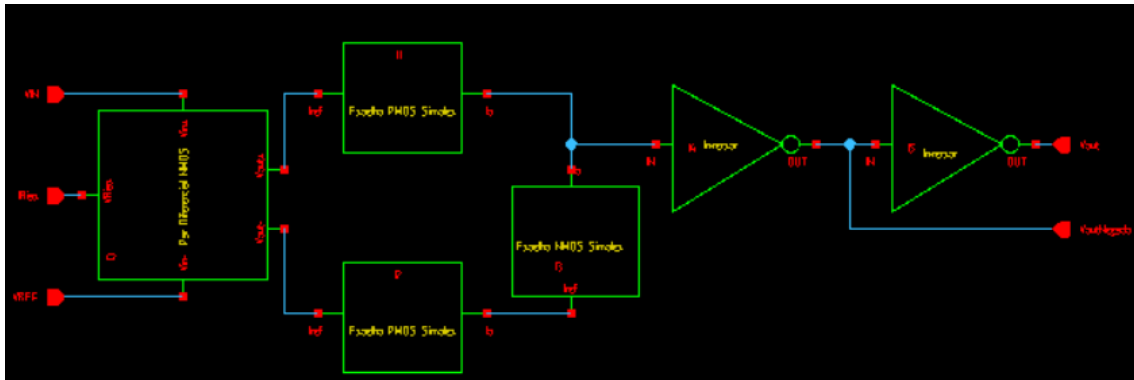 VIN
VBias
VREF
Vin+
VBias
Par Diferencial NMOS
Vout+
Vout-
Vin-
Iref
Espelho PMOS Simples
Io
Iref
Espelho PMOS Simples
Io
Io
Espelho NMOS Simples
Iref
IN
Inversor
OUT
IN
Inversor
OUT
Vout
VoutNegado